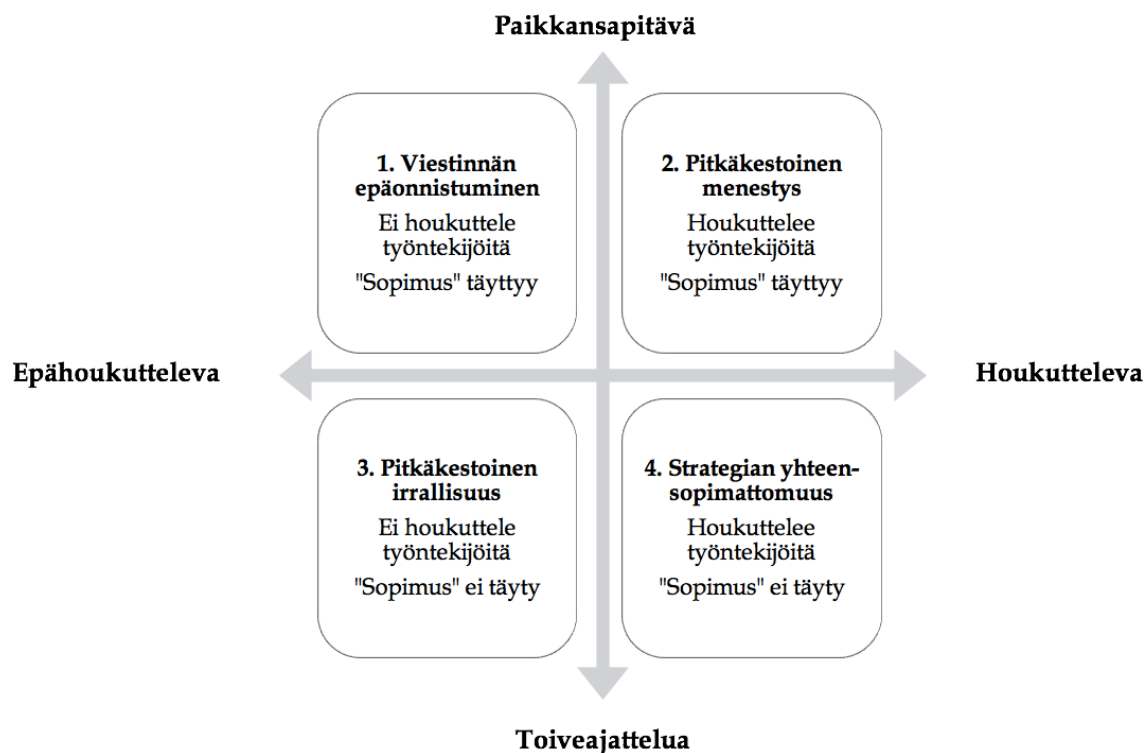 Paikkansapitävä
1. Viestinnän
epäonnistuminen
Ei houkuttele
työntekijöitä
"Sopimus" täyttyy
2. Pitkäkestoinen
menestys
Houkuttelee
työntekijöitä
"Sopimus" täyttyy
Epähoukutteleva
Houkutteleva
3. Pitkäkestoinen
irrallisuus
Ei houkuttele
työntekijöitä
"Sopimus" ei täyty
4. Strategian yhteen-
sopimattomuus
Houkuttelee
työntekijöitä
"Sopimus" ei täyty
Toiveajattelua